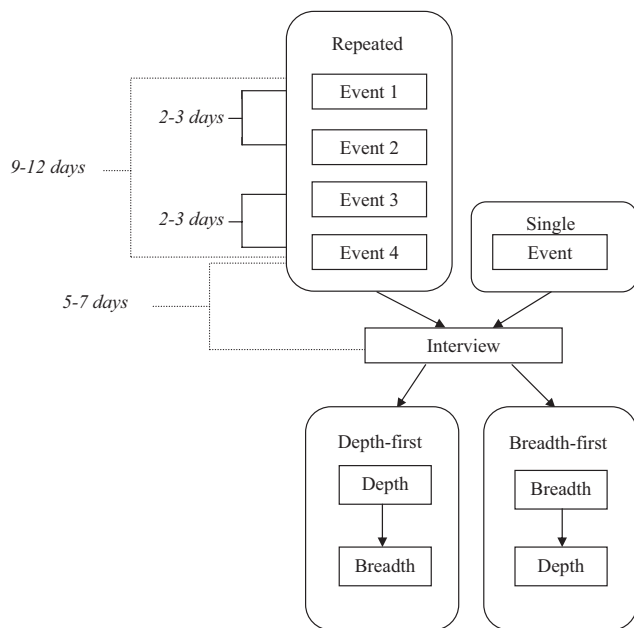 Repeated
Event 1
2-3 days
Event 2
9-12 days
Event 3
2-3 days
Single
Event 4
Event
5-7 days
Interview
Depth-first
Breadth-first
Depth
Breadth
Breadth
Depth